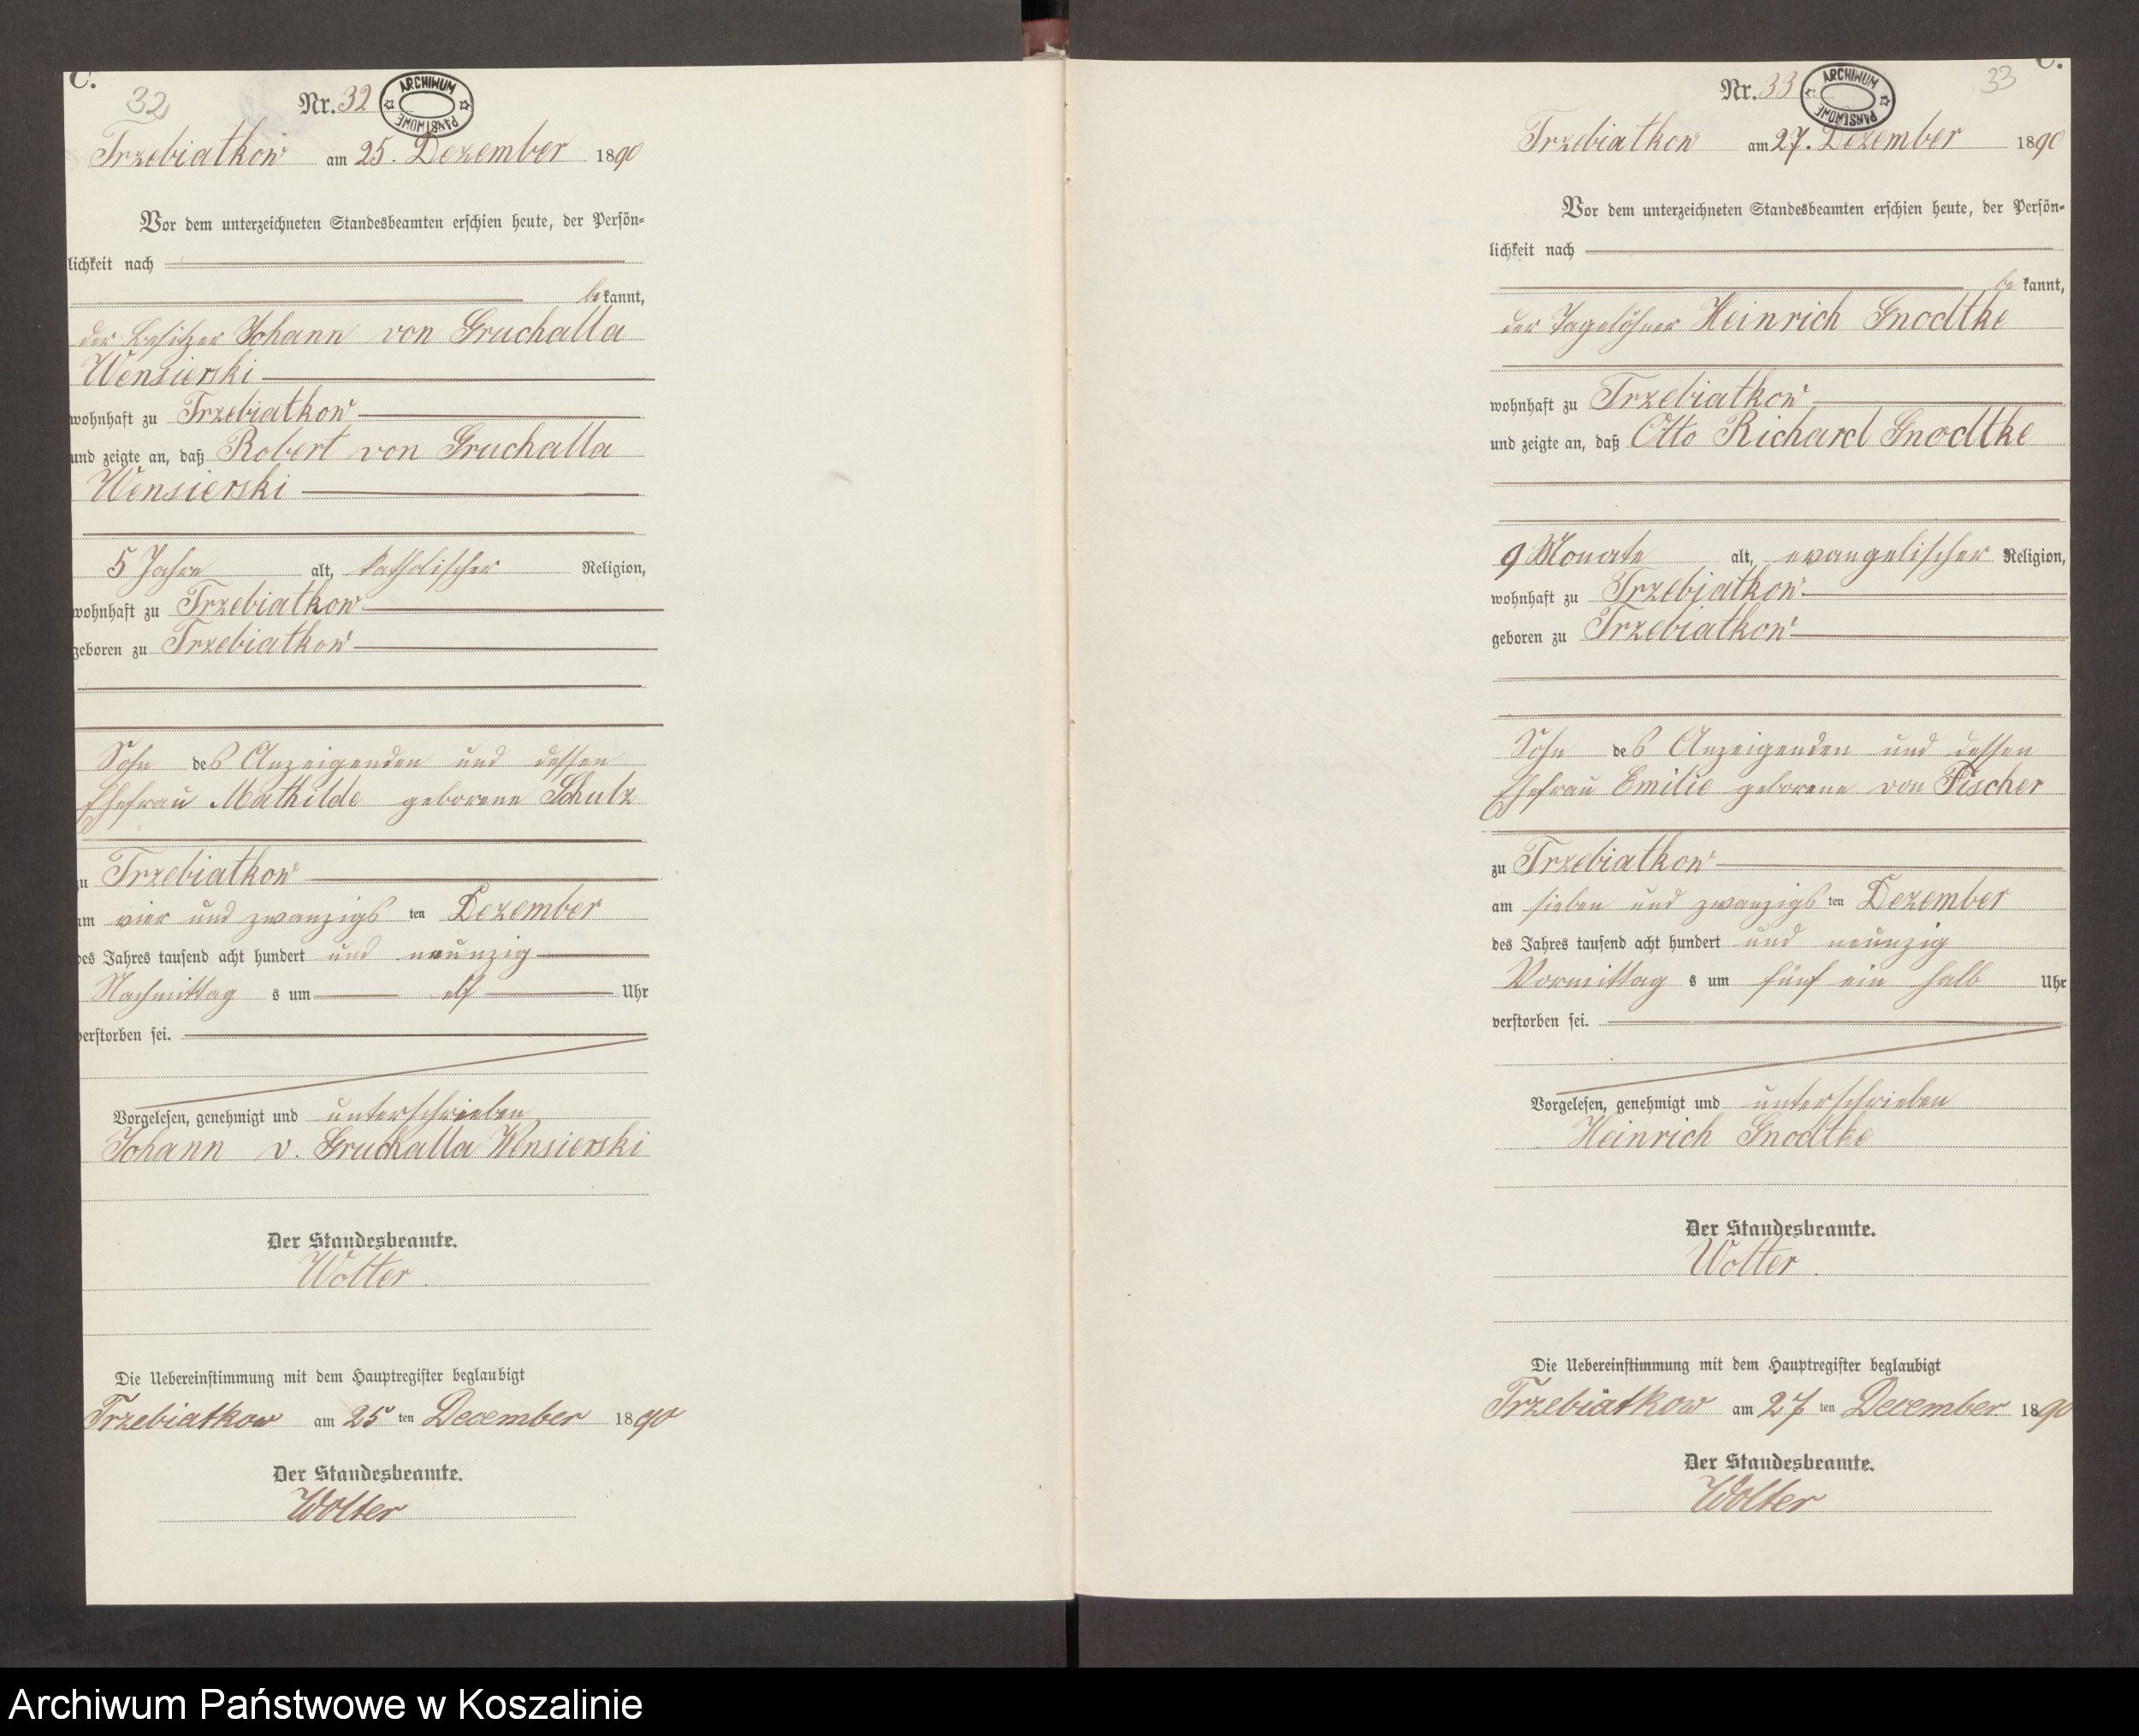 C.
32
Nr. 32
ARCHIWUM PAŃSTWOWE
Trzebiatkow am 25. Dezember 1890
Vor dem unterzeichneten Standesbeamten erschien heute, der Persön-
lichkeit nach
bekannt,
der Besitzer Johann von Gruchalla
Wensierski
wohnhaft zu Trzebiatkow
und zeigte an, daß Robert von Gruchalla
Wensierski
5 Jahre alt, katholischer Religion,
wohnhaft zu Trzebiatkow
geboren zu Trzebiatkow
Sohn des Anzeigenden und dessen
Ehefrau Mathilde geborene Schulz
zu Trzebiatkow
am vier und zwanzigsten Dezember
des Jahres tausend acht hundert und neunzig
Nachmittags um elf Uhr
verstorben sei.
Vorgelesen, genehmigt und unterschrieben
Johann v. Gruchalla Wensierski
Der Standesbeamte.
Wolter.
Die Uebereinstimmung mit dem Hauptregister beglaubigt
Trzebiatkow am 25ten December 1890
Der Standesbeamte.
Wolter
C.
33
Nr. 33
ARCHIWUM PAŃSTWOWE
Trzebiatkow am 27. Dezember 1890
Vor dem unterzeichneten Standesbeamten erschien heute, der Persön-
lichkeit nach
bekannt,
der Tagelöhner Heinrich Gnodtke
wohnhaft zu Trzebiatkow
und zeigte an, daß Otto Richard Gnodtke
9 Monate alt, evangelischer Religion,
wohnhaft zu Trzebiatkow
geboren zu Trzebiatkow
Sohn des Anzeigenden und dessen
Ehefrau Emilie geborene von Fischer
zu Trzebiatkow
am sieben und zwanzigsten Dezember
des Jahres tausend acht hundert und neunzig
Vormittags um fünf ein halb Uhr
verstorben sei.
Vorgelesen, genehmigt und unterschrieben
Heinrich Gnodtke
Der Standesbeamte.
Wolter.
Die Uebereinstimmung mit dem Hauptregister beglaubigt
Trzebiatkow am 27ten December 1890
Der Standesbeamte.
Wolter
Archiwum Państwowe w Koszalinie